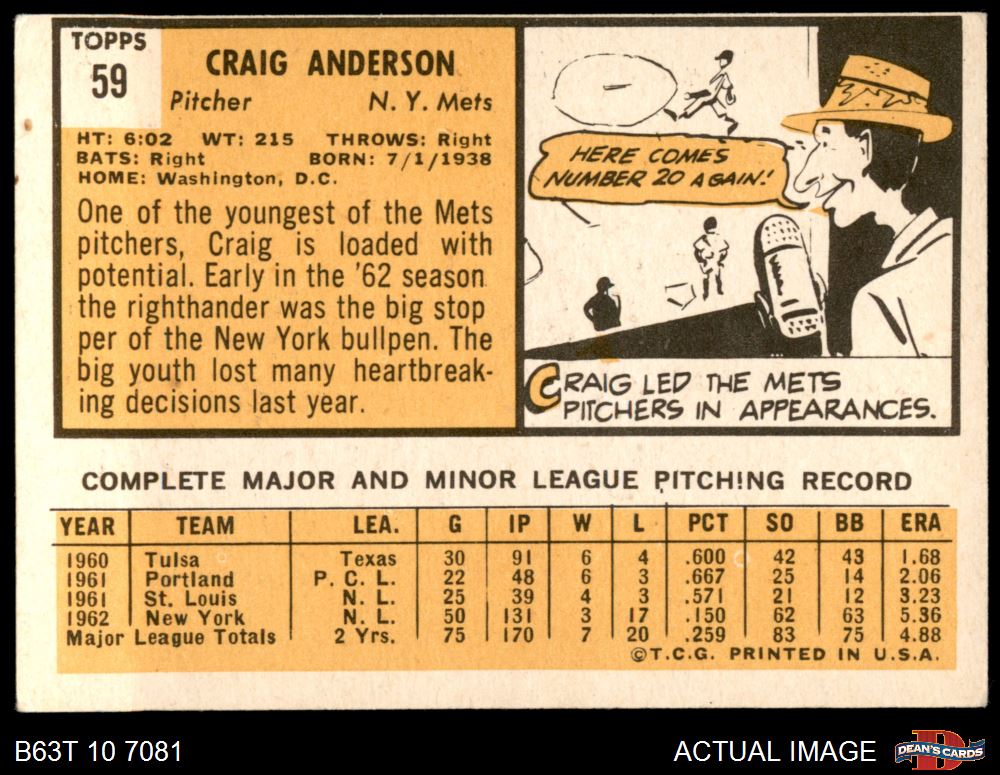 TOPPS
59
CRAIG ANDERSON
Pitcher N. Y. Mets
HT: 6:02 WT: 215 THROWS: Right
BATS: Right BORN: 7/1/1938
HOME: Washington, D.C.
One of the youngest of the Mets
pitchers, Craig is loaded with
potential. Early in the '62 season
the righthander was the big stop
per of the New York bullpen. The
big youth lost many heartbreak-
ing decisions last year.
HERE COMES
NUMBER 20 AGAIN!
CRAIG LED THE METS
PITCHERS IN APPEARANCES.
COMPLETE MAJOR AND MINOR LEAGUE PITCHING RECORD
YEAR TEAM LEA. G IP W L PCT SO BB ERA
1960 Tulsa Texas 30 91 6 4 .600 42 43 1.68
1961 Portland P. C. L. 22 48 6 3 .667 25 14 2.06
1961 St. Louis N. L. 25 39 4 3 .571 21 12 3.23
1962 New York N. L. 50 131 3 17 .150 62 63 5.36
Major League Totals 2 Yrs. 75 170 7 20 .259 83 75 4.88
©T.C.G. PRINTED IN U.S.A.
B63T 10 7081 ACTUAL IMAGE DEAN'S CARDS